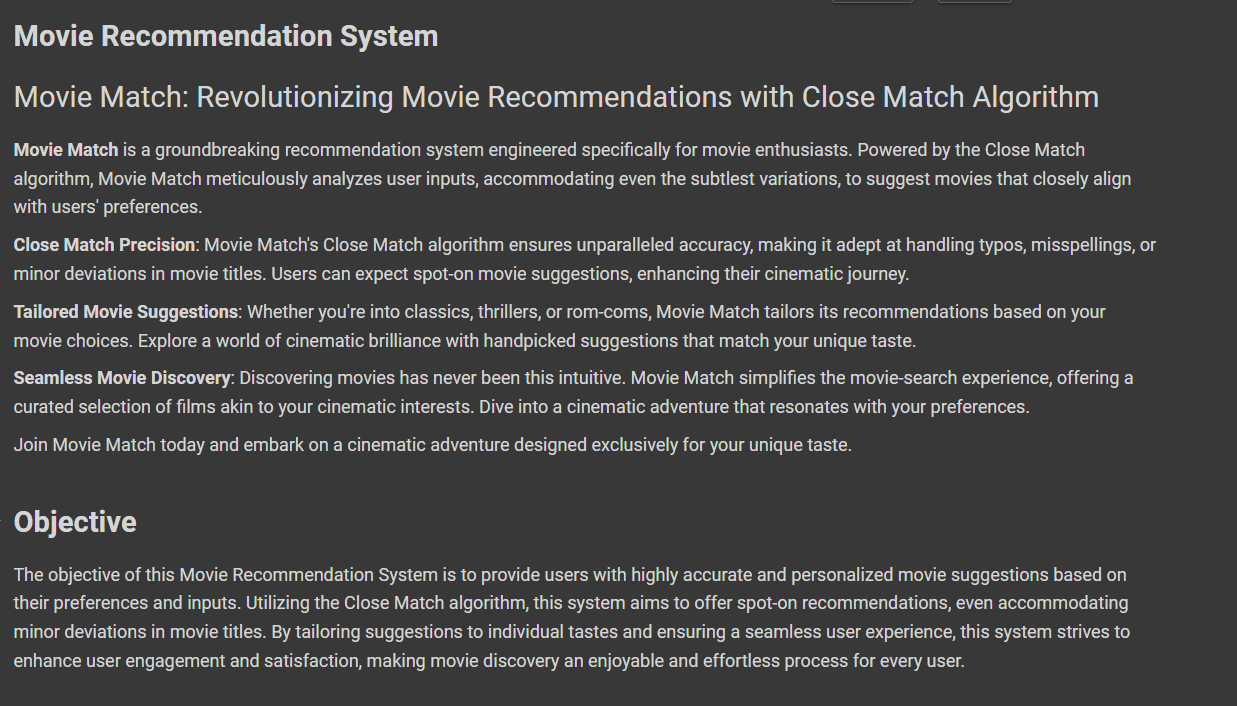 Movie Recommendation System
Movie Match: Revolutionizing Movie Recommendations with Close Match Algorithm
Movie Match is a groundbreaking recommendation system engineered specifically for movie enthusiasts. Powered by the Close Match
algorithm, Movie Match meticulously analyzes user inputs, accommodating even the subtlest variations, to suggest movies that closely align
with users' preferences.
Close Match Precision: Movie Match's Close Match algorithm ensures unparalleled accuracy, making it adept at handling typos, misspellings, or
minor deviations in movie titles. Users can expect spot-on movie suggestions, enhancing their cinematic journey.
Tailored Movie Suggestions: Whether you're into classics, thrillers, or rom-coms, Movie Match tailors its recommendations based on your
movie choices. Explore a world of cinematic brilliance with handpicked suggestions that match your unique taste.
Seamless Movie Discovery: Discovering movies has never been this intuitive. Movie Match simplifies the movie-search experience, offering a
curated selection of films akin to your cinematic interests. Dive into a cinematic adventure that resonates with your preferences.
Join Movie Match today and embark on a cinematic adventure designed exclusively for your unique taste.
Objective
The objective of this Movie Recommendation System is to provide users with highly accurate and personalized movie suggestions based on
their preferences and inputs. Utilizing the Close Match algorithm, this system aims to offer spot-on recommendations, even accommodating
minor deviations in movie titles. By tailoring suggestions to individual tastes and ensuring a seamless user experience, this system strives to
enhance user engagement and satisfaction, making movie discovery an enjoyable and effortless process for every user.